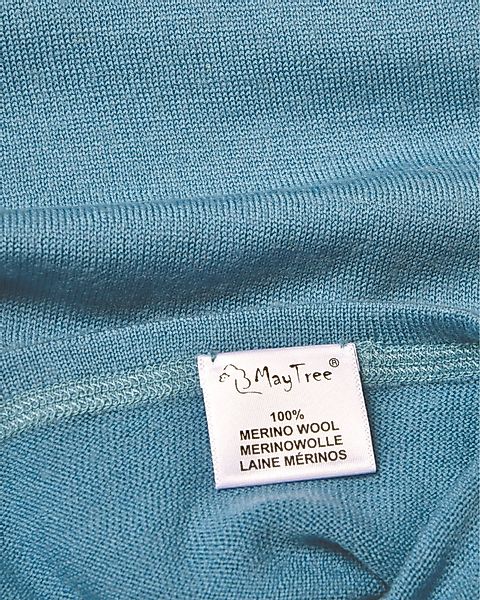 MayTree®
100%
MERINO WOOL
MERINOWOLLE
LAINE MÉRINOS